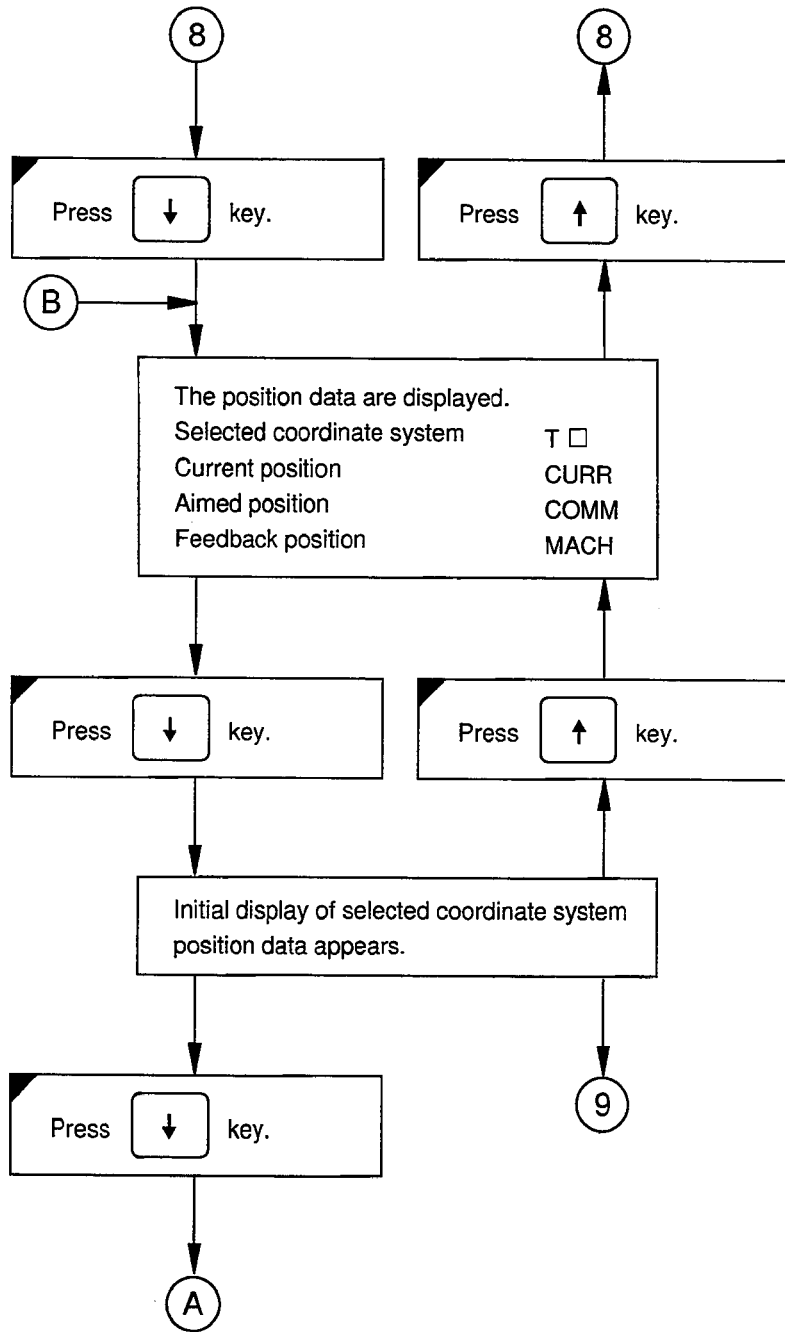 8 8
Press ↓ key. Press ↑ key.
B
The position data are displayed.
Selected coordinate system T □
Current position CURR
Aimed position COMM
Feedback position MACH
Press ↓ key. Press ↑ key.
Initial display of selected coordinate system
position data appears.
Press ↓ key.
9
A